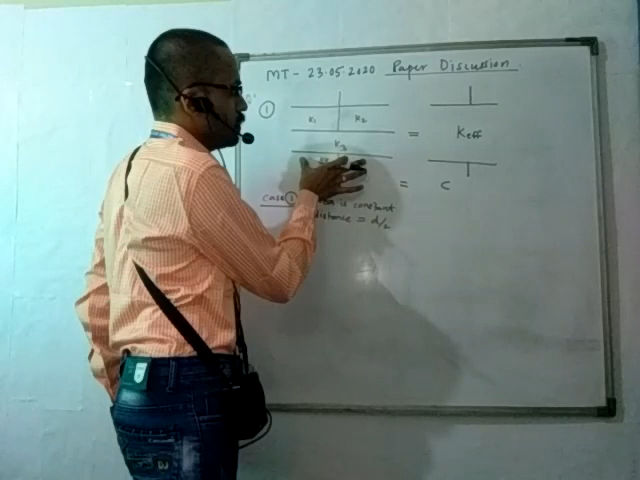 MT - 23.05.2020 Paper Discussion
①
K₁ K₂
= Keff
K₃
= C
case ① is constant
distance = d/2